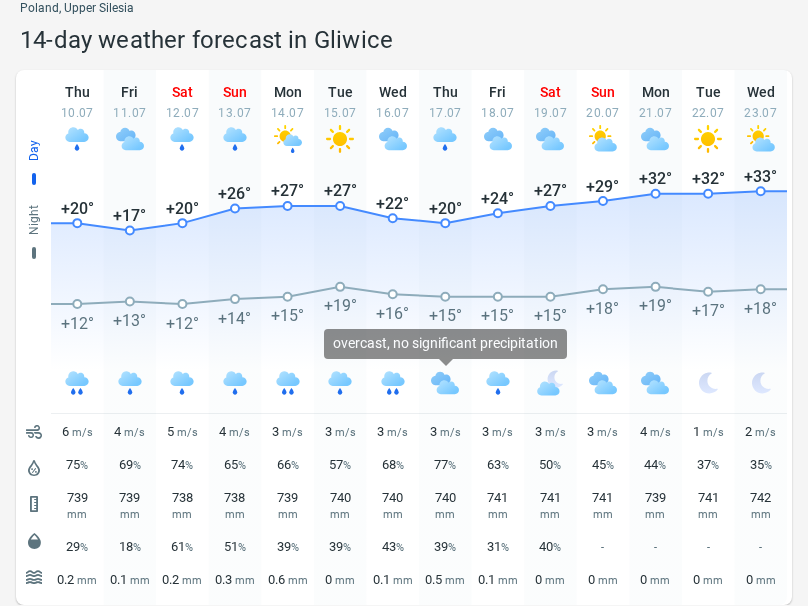 Poland, Upper Silesia
14-day weather forecast in Gliwice
Thu Fri Sat Sun Mon Tue Wed Thu Fri Sat Sun Mon Tue Wed
10.07 11.07 12.07 13.07 14.07 15.07 16.07 17.07 18.07 19.07 20.07 21.07 22.07 23.07
Day
+20° +17° +20° +26° +27° +27° +22° +20° +24° +27° +29° +32° +32° +33°
Night
+12° +13° +12° +14° +15° +19° +16° +15° +15° +15° +18° +19° +17° +18°
overcast, no significant precipitation
6 m/s 4 m/s 5 m/s 4 m/s 3 m/s 3 m/s 3 m/s 3 m/s 3 m/s 3 m/s 3 m/s 4 m/s 1 m/s 2 m/s
75% 69% 74% 65% 66% 57% 68% 77% 63% 50% 45% 44% 37% 35%
739 739 738 738 739 740 740 740 741 741 741 739 741 742
mm mm mm mm mm mm mm mm mm mm mm mm mm mm
29% 18% 61% 51% 39% 39% 43% 39% 31% 40% - - - -
0.2 mm 0.1 mm 0.2 mm 0.3 mm 0.6 mm 0 mm 0.1 mm 0.5 mm 0.1 mm 0 mm 0 mm 0 mm 0 mm 0 mm